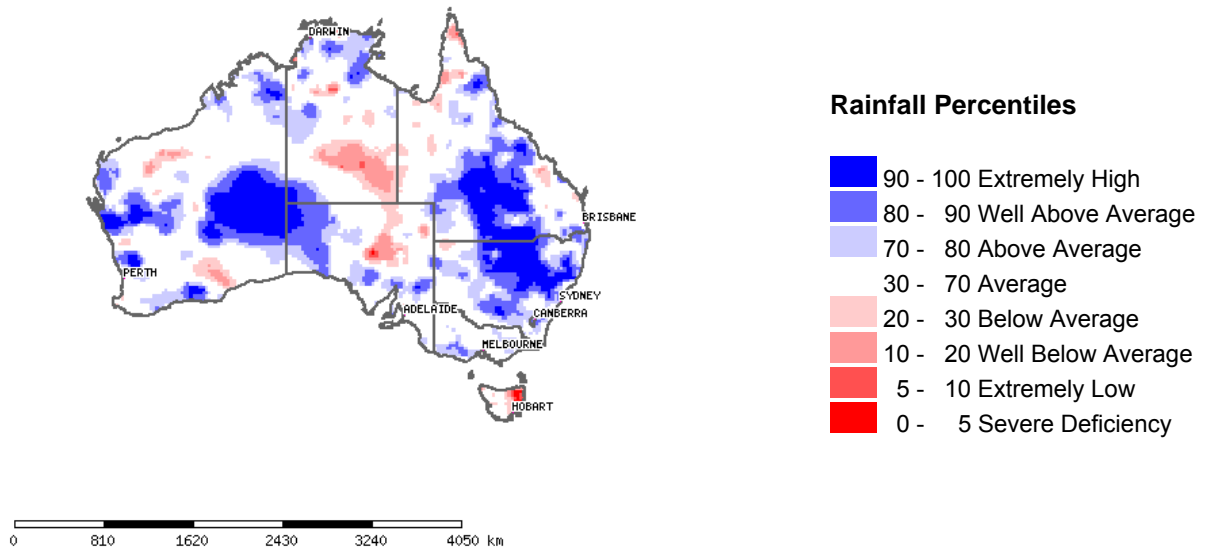 DARWIN
BRISBANE
PERTH
SYDNEY
ADELAIDE
CANBERRA
MELBOURNE
HOBART
0 810 1620 2430 3240 4050 km
Rainfall Percentiles
90 - 100 Extremely High
80 - 90 Well Above Average
70 - 80 Above Average
30 - 70 Average
20 - 30 Below Average
10 - 20 Well Below Average
5 - 10 Extremely Low
0 - 5 Severe Deficiency